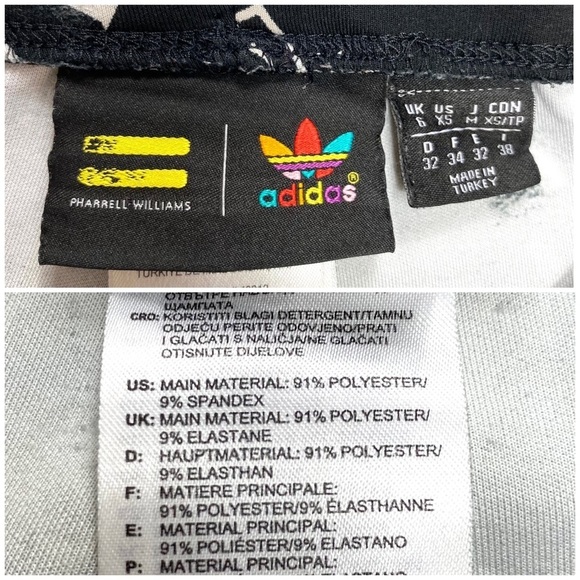 PHARRELL WILLIAMS
adidas®
UK US J CDN
6 XS M XS/TP
D F E I
32 34 32 38
MADE IN
TURKEY
ЩАМПАТА
CRO: KORISTITI BLAGI DETERGENT/TAMNU
ODJEĆU PERITE ODVOJENO/PRATI
I GLAČATI S NALIČJA/NE GLAČATI
OTISNUTE DIJELOVE
US: MAIN MATERIAL: 91% POLYESTER/
9% SPANDEX
UK: MAIN MATERIAL: 91% POLYESTER/
9% ELASTANE
D: HAUPTMATERIAL: 91% POLYESTER/
9% ELASTHAN
F: MATIERE PRINCIPALE:
91% POLYESTER/9% ÉLASTHANNE
E: MATERIAL PRINCIPAL:
91% POLIÉSTER/9% ELASTANO
P: MATERIAL PRINCIPAL: